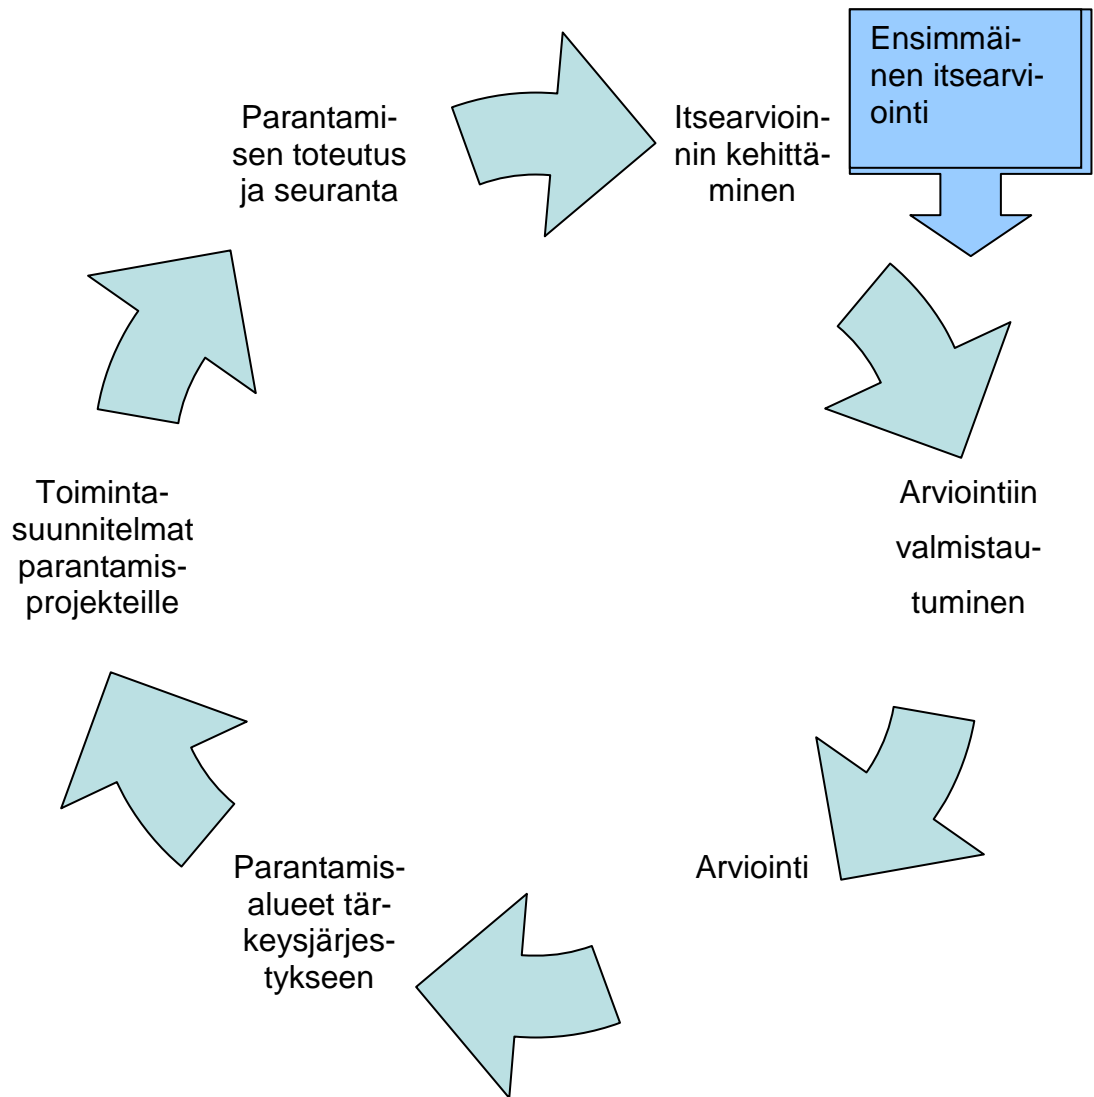 Ensimmäi-
nen itsearvi-
ointi
Itsearvioin-
nin kehittä-
minen
Arviointiin
valmistau-
tuminen
Arviointi
Parantamis-
alueet tär-
keysjärjes-
tykseen
Toiminta-
suunnitelmat
parantamis-
projekteille
Parantami-
sen toteutus
ja seuranta